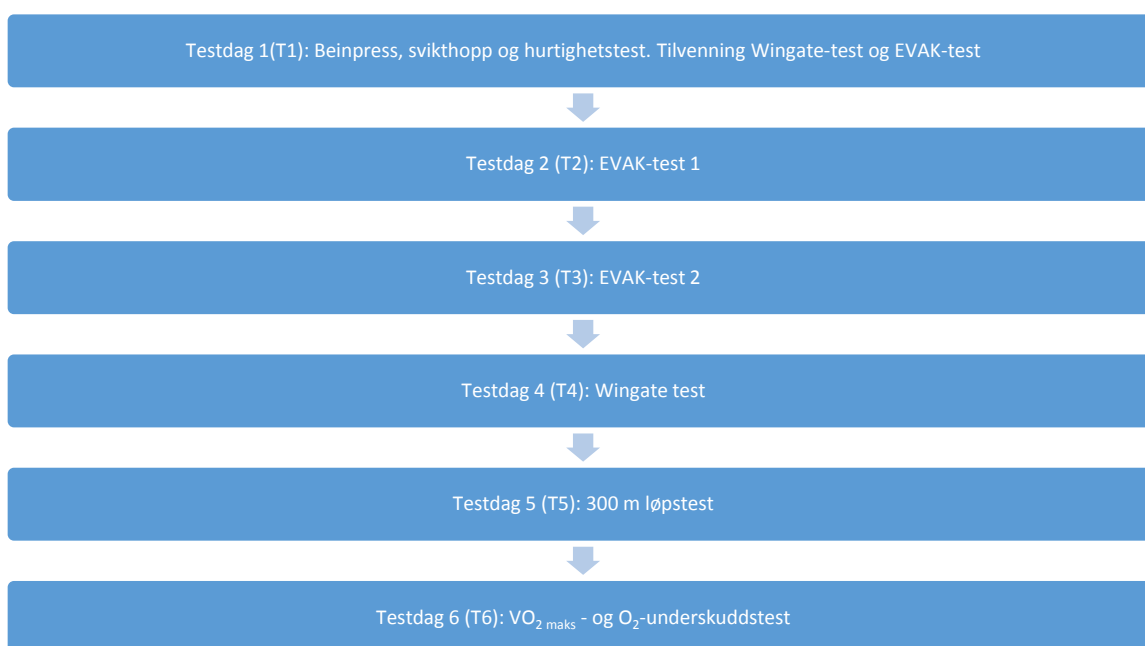 Testdag 1(T1): Beinpress, svikthopp og hurtighetstest. Tilvenning Wingate-test og EVAK-test
Testdag 2 (T2): EVAK-test 1
Testdag 3 (T3): EVAK-test 2
Testdag 4 (T4): Wingate test
Testdag 5 (T5): 300 m løpstest
Testdag 6 (T6): VO₂ maks - og O₂-underskuddstest